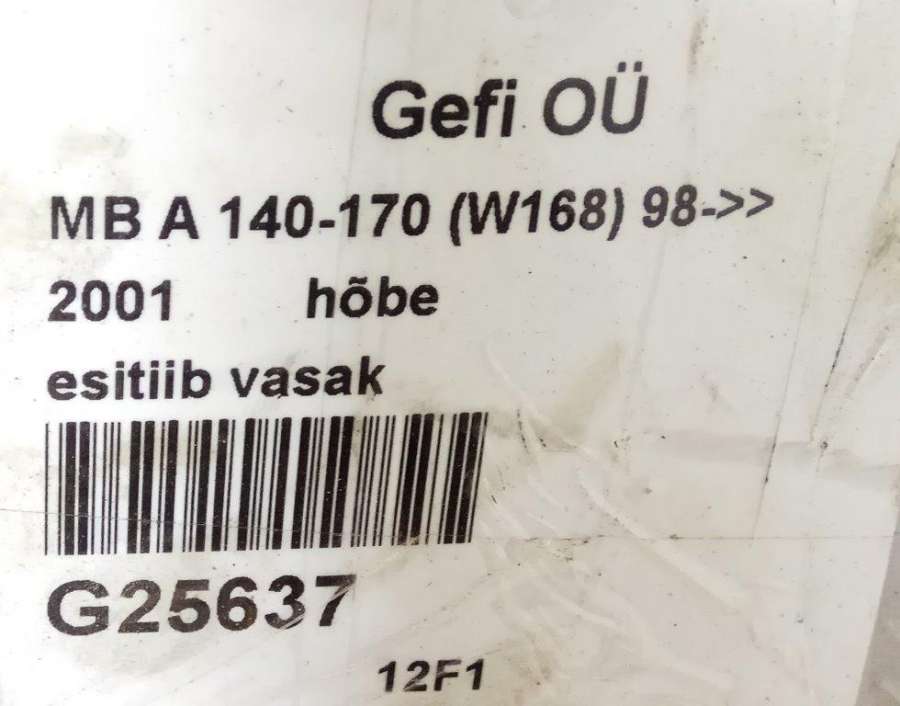 Gefi OÜ
MB A 140-170 (W168) 98->>
2001 hõbe
esitiib vasak
G25637
12F1